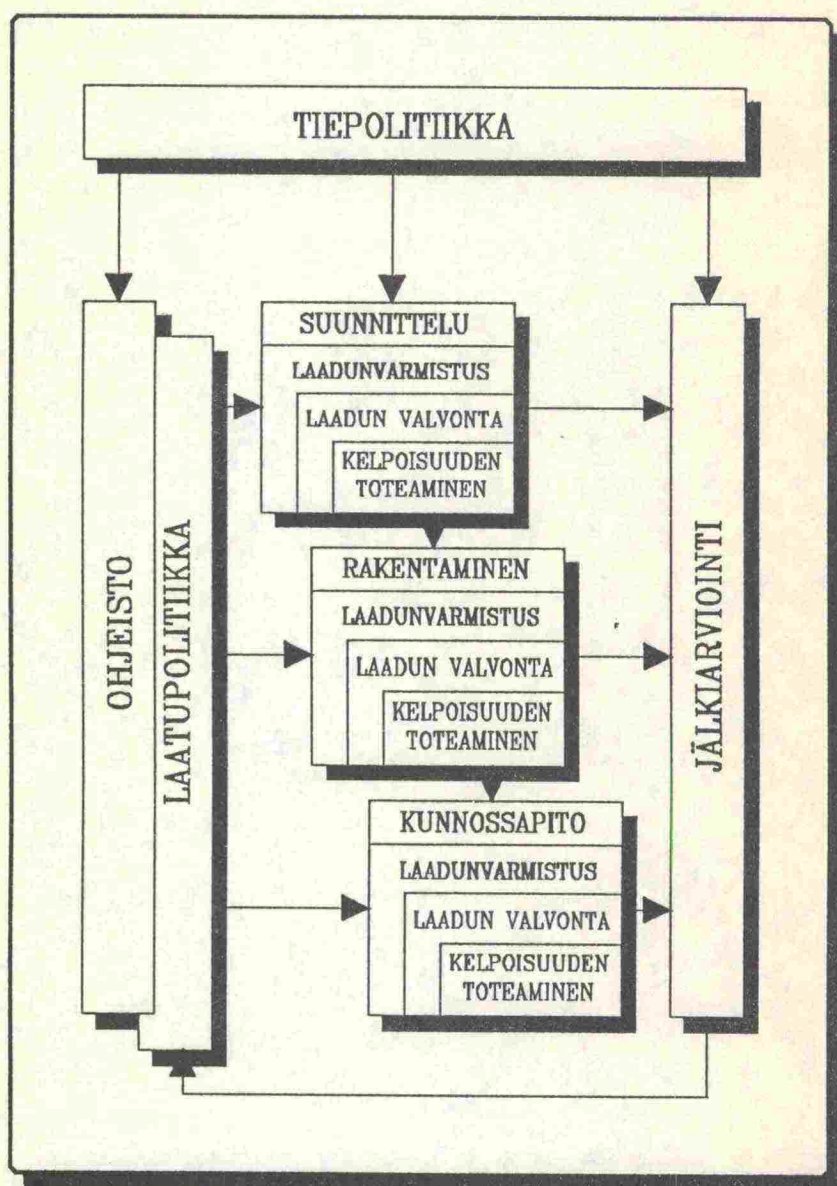 TIEPOLITIIKKA
OHJEISTO
LAATUPOLITIIKKA
SUUNNITTELU
LAADUNVARMISTUS
LAADUN VALVONTA
KELPOISUUDEN
TOTEAMINEN
RAKENTAMINEN
LAADUNVARMISTUS
LAADUN VALVONTA
KELPOISUUDEN
TOTEAMINEN
KUNNOSSAPITO
LAADUNVARMISTUS
LAADUN VALVONTA
KELPOISUUDEN
TOTEAMINEN
JÄLKIARVIOINTI